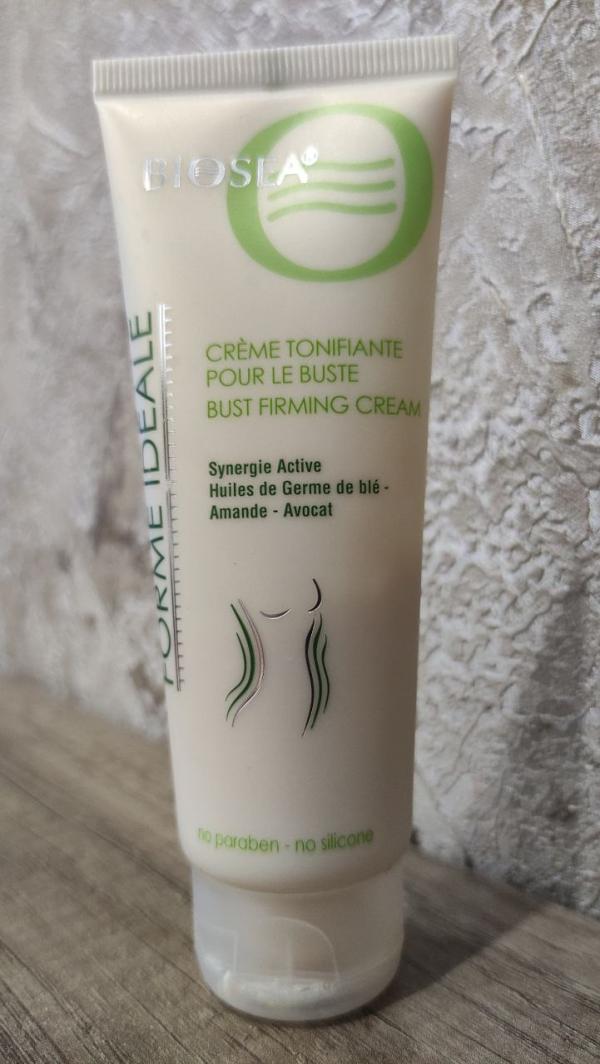 BIOSEA
FORME IDEALE
CRÈME TONIFIANTE
POUR LE BUSTE
BUST FIRMING CREAM
Synergie Active
Huiles de Germe de blé -
Amande - Avocat
no paraben - no silicone